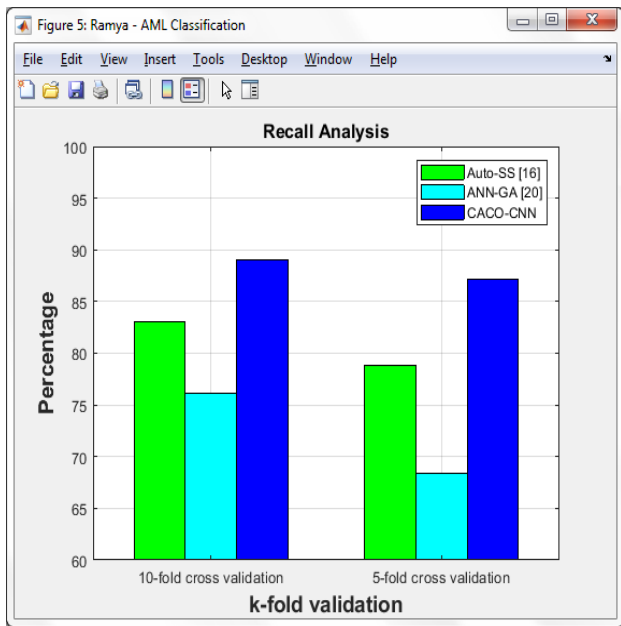 Figure 5: Ramya - AML Classification
File Edit View Insert Tools Desktop Window Help
Recall Analysis
100
95
90
85
80
75
70
65
60
Percentage
Auto-SS [16]
ANN-GA [20]
CACO-CNN
10-fold cross validation
5-fold cross validation
k-fold validation